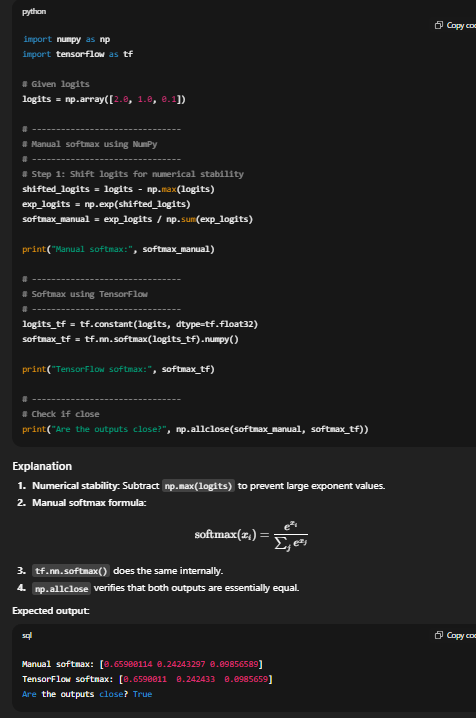 python
Copy co
import numpy as np
import tensorflow as tf
# Given logits
logits = np.array([2.0, 1.0, 0.1])
# -------------------------------
# Manual softmax using NumPy
# -------------------------------
# Step 1: Shift logits for numerical stability
shifted_logits = logits - np.max(logits)
exp_logits = np.exp(shifted_logits)
softmax_manual = exp_logits / np.sum(exp_logits)
print("Manual softmax:", softmax_manual)
# -------------------------------
# Softmax using TensorFlow
# -------------------------------
logits_tf = tf.constant(logits, dtype=tf.float32)
softmax_tf = tf.nn.softmax(logits_tf).numpy()
print("TensorFlow softmax:", softmax_tf)
# -------------------------------
# Check if close
print("Are the outputs close?", np.allclose(softmax_manual, softmax_tf))
Explanation
1. Numerical stability: Subtract np.max(logits) to prevent large exponent values.
2. Manual softmax formula:
softmax(x_i) = e^{x_i} / ∑_j e^{x_j}
3. tf.nn.softmax() does the same internally.
4. np.allclose verifies that both outputs are essentially equal.
Expected output:
sql
Copy co
Manual softmax: [0.65900114 0.24243297 0.09856589]
TensorFlow softmax: [0.6590011  0.242433  0.0985659]
Are the outputs close? True